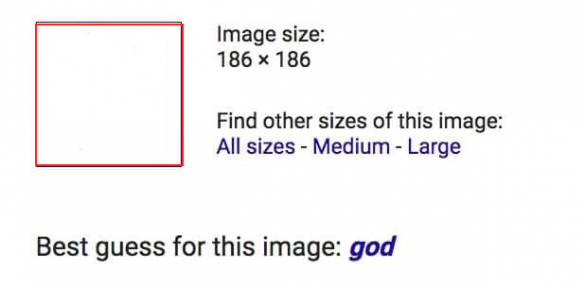 Image size:
186 × 186
Find other sizes of this image:
All sizes - Medium - Large
Best guess for this image: god